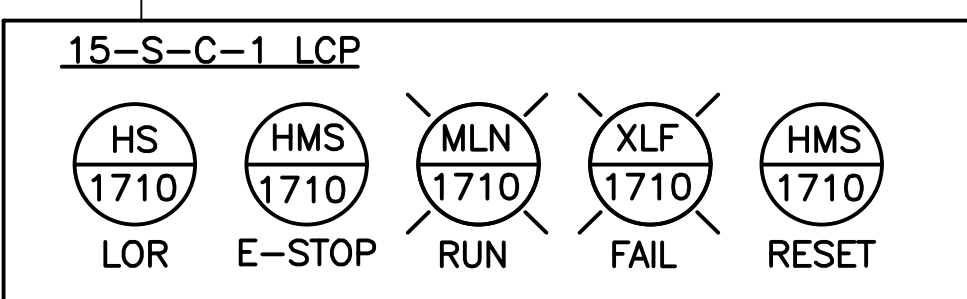 15-S-C-1 LCP
HS HMS MLN XLF HMS
1710 1710 1710 1710 1710
LOR E-STOP RUN FAIL RESET